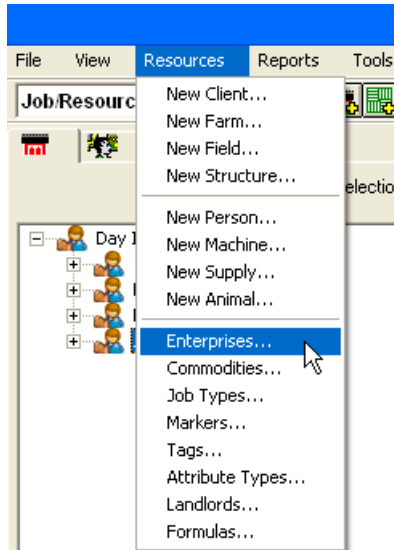 File View Resources Reports Tools
Job/Resourc
New Client...
New Farm...
New Field...
New Structure...
electio
New Person...
Day
New Machine...
New Supply...
New Animal...
Enterprises...
Commodities...
Job Types...
Markers...
Tags...
Attribute Types...
Landlords...
Formulas...